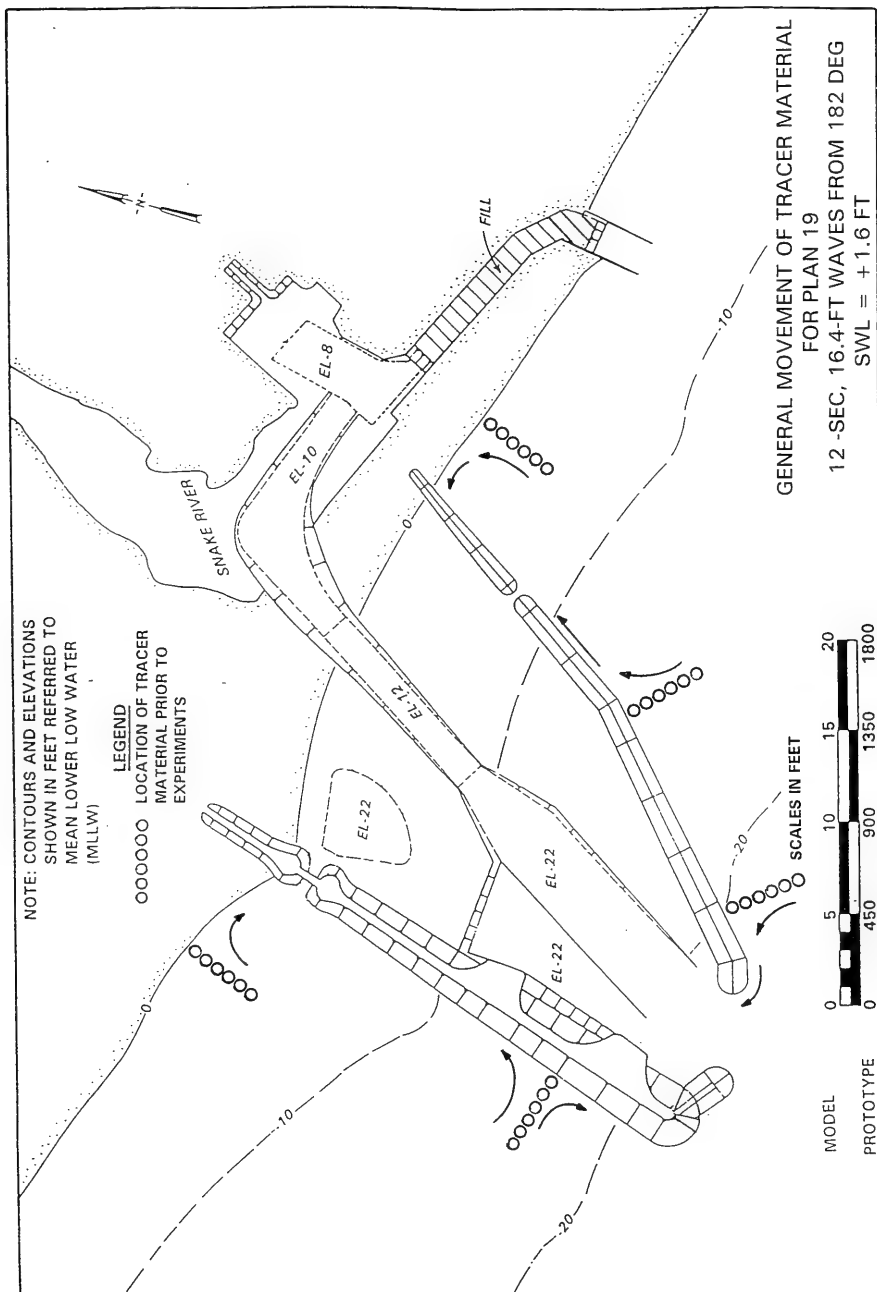 NOTE: CONTOURS AND ELEVATIONS
SHOWN IN FEET REFERRED TO
MEAN LOWER LOW WATER
(MLLW)
LEGEND
OOOOOO LOCATION OF TRACER
MATERIAL PRIOR TO
EXPERIMENTS
-N-
SNAKE RIVER
EL-8
FILL
EL-10
0
EL-12
EL-22
0
EL-22
EL-22
-10
-10
-20
-20
GENERAL MOVEMENT OF TRACER MATERIAL
FOR PLAN 19
12-SEC, 16.4-FT WAVES FROM 182 DEG
SWL = +1.6 FT
SCALES IN FEET
MODEL 0 5 10 15 20
PROTOTYPE 0 450 900 1350 1800